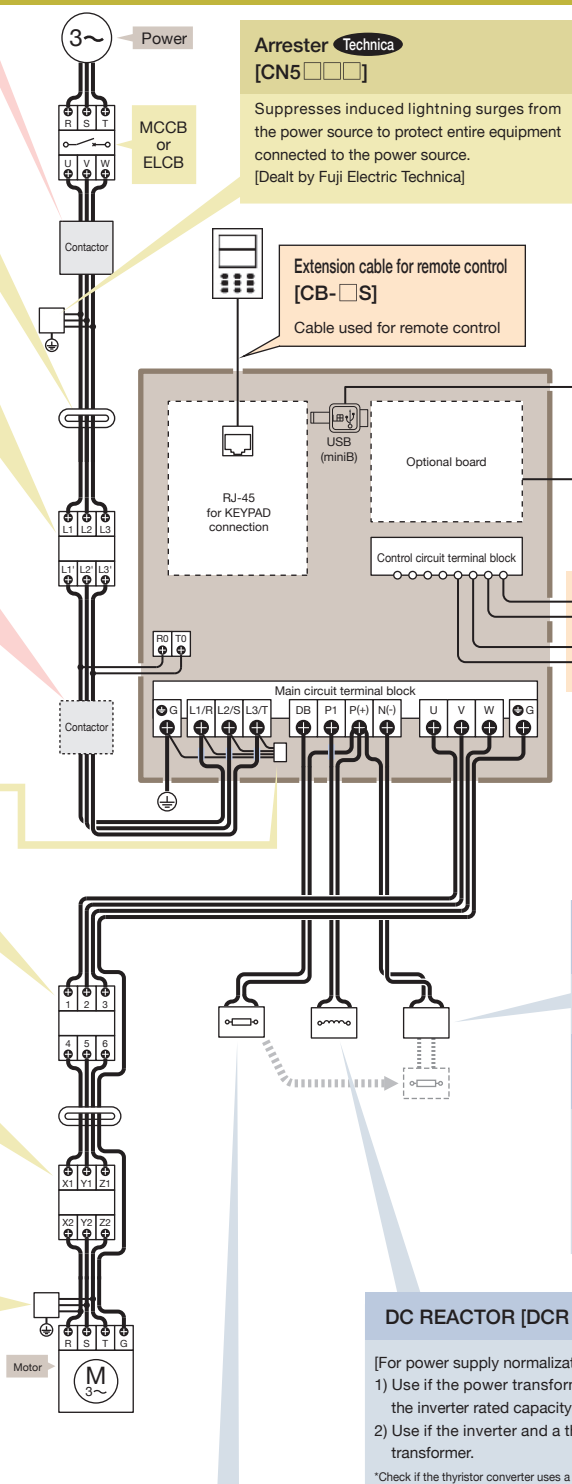 3~
Power
R S T
U V W
MCCB
or
ELCB
Contactor
Arrester Technica
[CN5□□□]
Suppresses induced lightning surges from
the power source to protect entire equipment
connected to the power source.
[Dealt by Fuji Electric Technica]
Extension cable for remote control
[CB-□S]
Cable used for remote control
USB
(miniB)
RJ-45
for KEYPAD
connection
Optional board
Control circuit terminal block
L1 L2 L3
L1' L2' L3'
R0 T0
Contactor
Main circuit terminal block
G L1/R L2/S L3/T DB P1 P(+) N(-) U V W G
1 2 3
4 5 6
X1 Y1 Z1
X2 Y2 Z2
R S T G
Motor
M
3~
DC REACTOR [DCR
[For power supply normalizat
1) Use if the power transform
the inverter rated capacity
2) Use if the inverter and a th
transformer.
*Check if the thyristor converter uses a